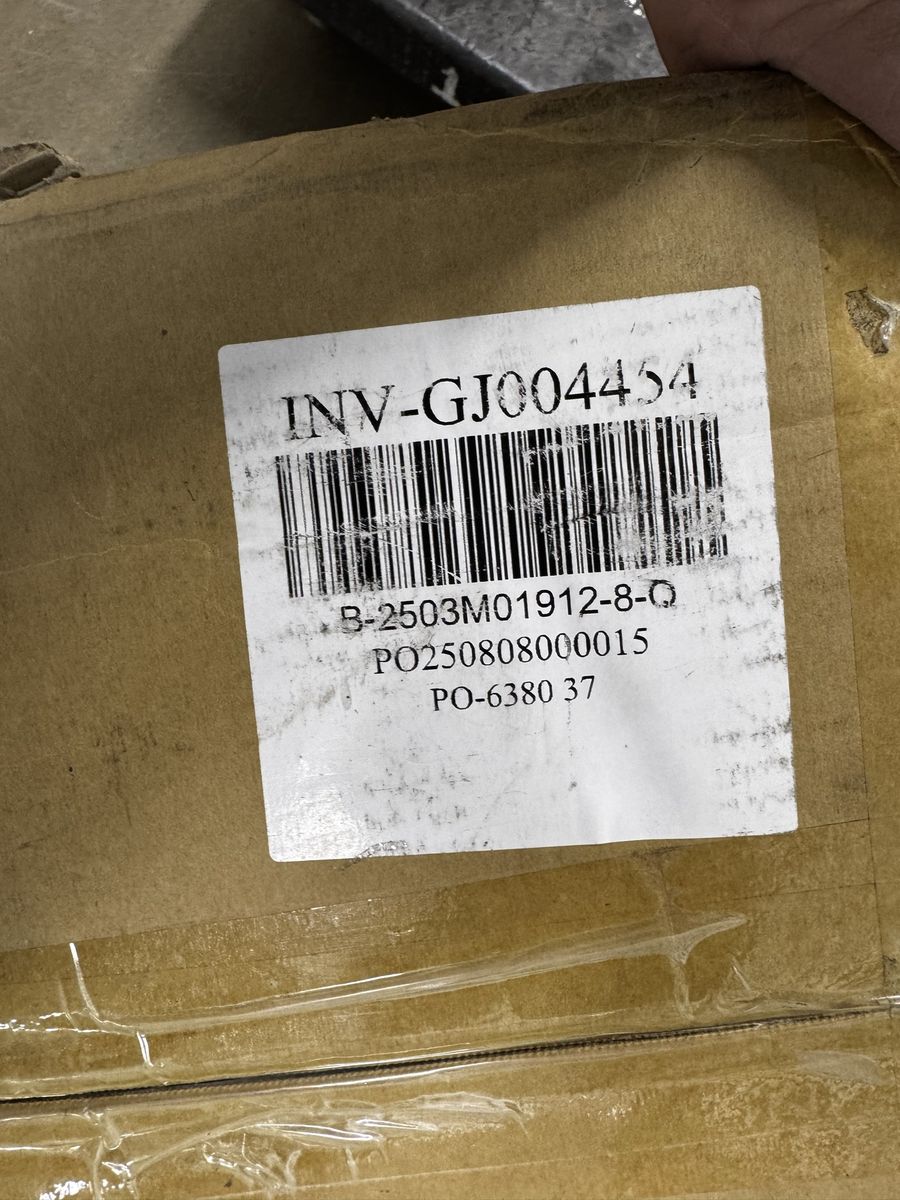 INV-GJ004454
B-2503M01912-8-Q
PO250808000015
PO-6380 37